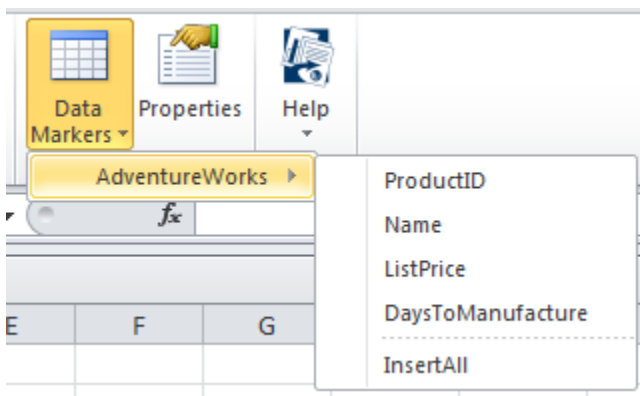 Data Markers
Properties
Help
AdventureWorks
fx
ProductID
Name
ListPrice
DaysToManufacture
InsertAll
E
F
G